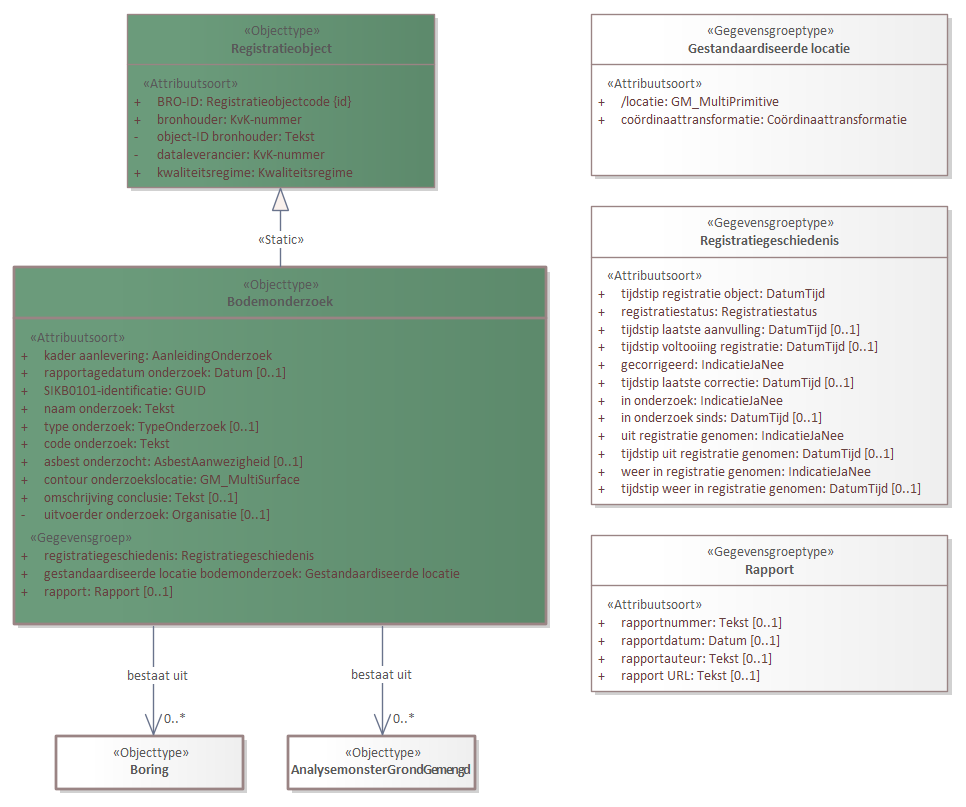 «Objecttype»
Registratieobject
«Attribuutsoort»
+ BRO-ID: Registratieobjectcode {id}
+ bronhouder: KvK-nummer
- object-ID bronhouder: Tekst
- dataleverancier: KvK-nummer
+ kwaliteitsregime: Kwaliteitsregime
«Static»
«Objecttype»
Bodemonderzoek
«Attribuutsoort»
+ kader aanlevering: AanleidingOnderzoek
+ rapportagedatum onderzoek: Datum [0..1]
+ SIKB0101-identificatie: GUID
+ naam onderzoek: Tekst
+ type onderzoek: TypeOnderzoek [0..1]
+ code onderzoek: Tekst
+ asbest onderzocht: AsbestAanwezigheid [0..1]
+ contour onderzoekslocatie: GM_MultiSurface
+ omschrijving conclusie: Tekst [0..1]
- uitvoerder onderzoek: Organisatie [0..1]
«Gegevensgroep»
+ registratiegeschiedenis: Registratiegeschiedenis
+ gestandaardiseerde locatie bodemonderzoek: Gestandaardiseerde locatie
+ rapport: Rapport [0..1]
bestaat uit
0..*
bestaat uit
0..*
«Objecttype»
Boring
«Objecttype»
AnalysemonsterGrondGemengd
«Gegevensgroeptype»
Gestandaardiseerde locatie
«Attribuutsoort»
+ /locatie: GM_MultiPrimitive
+ coördinaattransformatie: Coördinaattransformatie
«Gegevensgroeptype»
Registratiegeschiedenis
«Attribuutsoort»
+ tijdstip registratie object: DatumTijd
+ registratiestatus: Registratiestatus
+ tijdstip laatste aanvulling: DatumTijd [0..1]
+ tijdstip voltooiing registratie: DatumTijd [0..1]
+ gecorrigeerd: IndicatieJaNee
+ tijdstip laatste correctie: DatumTijd [0..1]
+ in onderzoek: IndicatieJaNee
+ in onderzoek sinds: DatumTijd [0..1]
+ uit registratie genomen: IndicatieJaNee
+ tijdstip uit registratie genomen: DatumTijd [0..1]
+ weer in registratie genomen: IndicatieJaNee
+ tijdstip weer in registratie genomen: DatumTijd [0..1]
«Gegevensgroeptype»
Rapport
«Attribuutsoort»
+ rapportnummer: Tekst [0..1]
+ rapportdatum: Datum [0..1]
+ rapportauteur: Tekst [0..1]
+ rapport URL: Tekst [0..1]